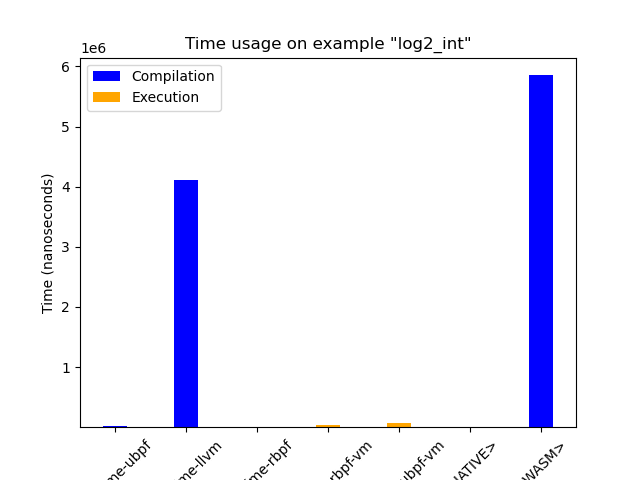 Time usage on example "log2_int"
1e6
Compilation
Execution
Time (nanoseconds)
6
5
4
3
2
1
me-ubpf
me-llvm
me-rbpf
rbpf-vm
ubpf-vm
NATIVE>
WASM>